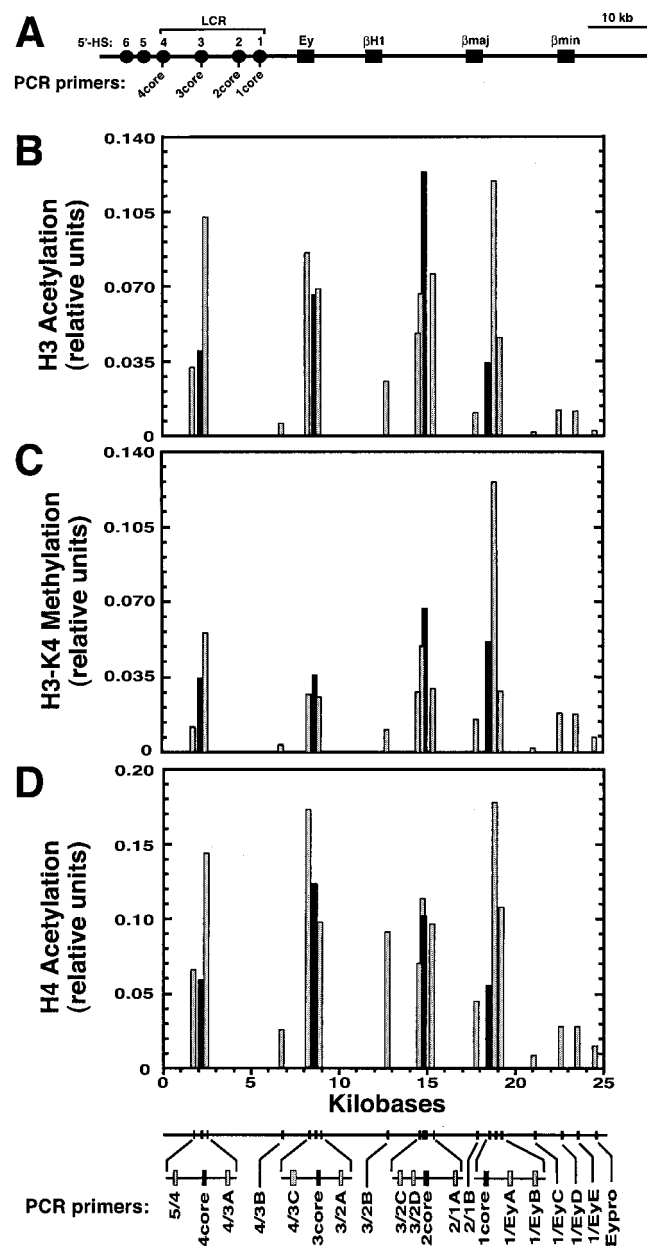 A
LCR
10 kb
5'-HS: 6 5 4 3 2 1 Ey βH1 βmaj βmin
PCR primers: 4core 3core 2core 1core
B
H3 Acetylation
(relative units)
0.140
0.105
0.070
0.035
0
C
H3-K4 Methylation
(relative units)
0.140
0.105
0.070
0.035
0
D
H4 Acetylation
(relative units)
0.20
0.15
0.10
0.05
0
0 5 10 15 20 25
Kilobases
PCR primers: 5/4 4core 4/3A 4/3B 4/3C 3core 3/2A 3/2B 3/2C 3/2D 2core 2/1A 2/1B 1core 1/EyA 1/EyB 1/EyC 1/EyD 1/EyE Eypro